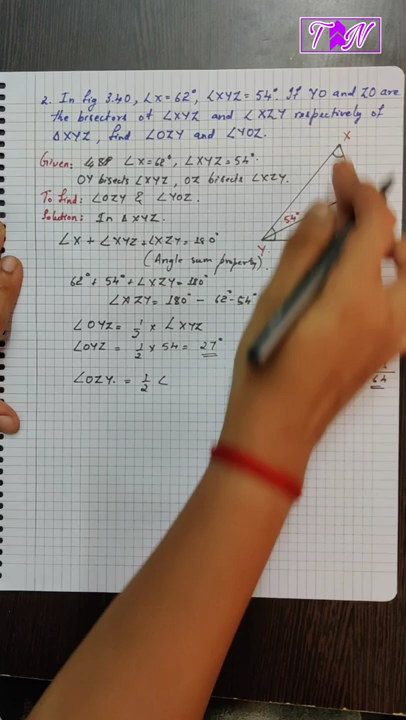 T N
2. In Fig 3.40, ∠X = 62°, ∠XYZ = 54°. If YO and ZO are
the bisectors of ∠XYZ and ∠XZY respectively of
△XYZ, find ∠OZY and ∠YOZ.
X
Given: ∠X = 62°, ∠XYZ = 54°.
OY bisects ∠XYZ, OZ bisects ∠XZY.
To find: ∠OZY & ∠YOZ.
Solution: In △XYZ.
54°
Y
∠X + ∠XYZ + ∠XZY = 180°
(Angle sum property).
62° + 54° + ∠XZY = 180°
∠XZY = 180° - 62° - 54°
∠OYZ = 1/2 × ∠XYZ
∠OYZ = 1/2 × 54 = 27°
64
∠OZY. = 1/2 ∠